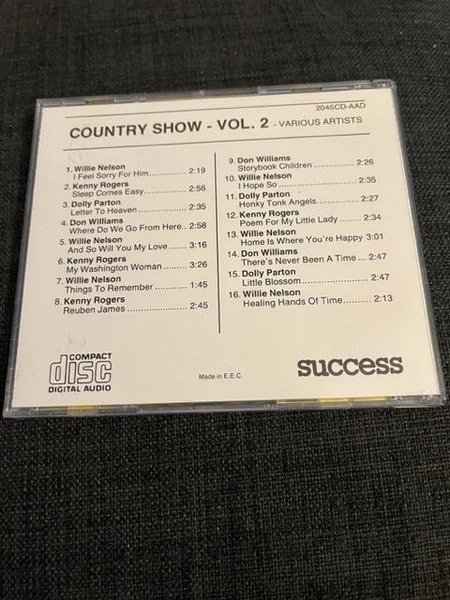 2045CD-AAD
COUNTRY SHOW - VOL. 2 - VARIOUS ARTISTS
1. Willie Nelson
I Feel Sorry For Him.......... 2:19
2. Kenny Rogers
Sleep Comes Easy.......... 2:56
3. Dolly Parton
Letter To Heaven.......... 2:35
4. Don Williams
Where Do We Go From Here.. 2:58
5. Willie Nelson
And So Will You My Love....... 3:16
6. Kenny Rogers
My Washington Woman........ 3:26
7. Willie Nelson
Things To Remember.......... 1:45
8. Kenny Rogers
Reuben James.......... 2:45
9. Don Williams
Storybook Children.......... 2:26
10. Willie Nelson
I Hope So.......... 2:35
11. Dolly Parton
Honky Tonk Angels.......... 2:27
12. Kenny Rogers
Poem For My Little Lady....... 2:34
13. Willie Nelson
Home Is Where You're Happy 3:01
14. Don Williams
There's Never Been A Time .. 2:47
15. Dolly Parton
Little Blossom.......... 2:47
16. Willie Nelson
Healing Hands Of Time.......... 2:13
COMPACT
disc
DIGITAL AUDIO
Made in E.E.C.
success